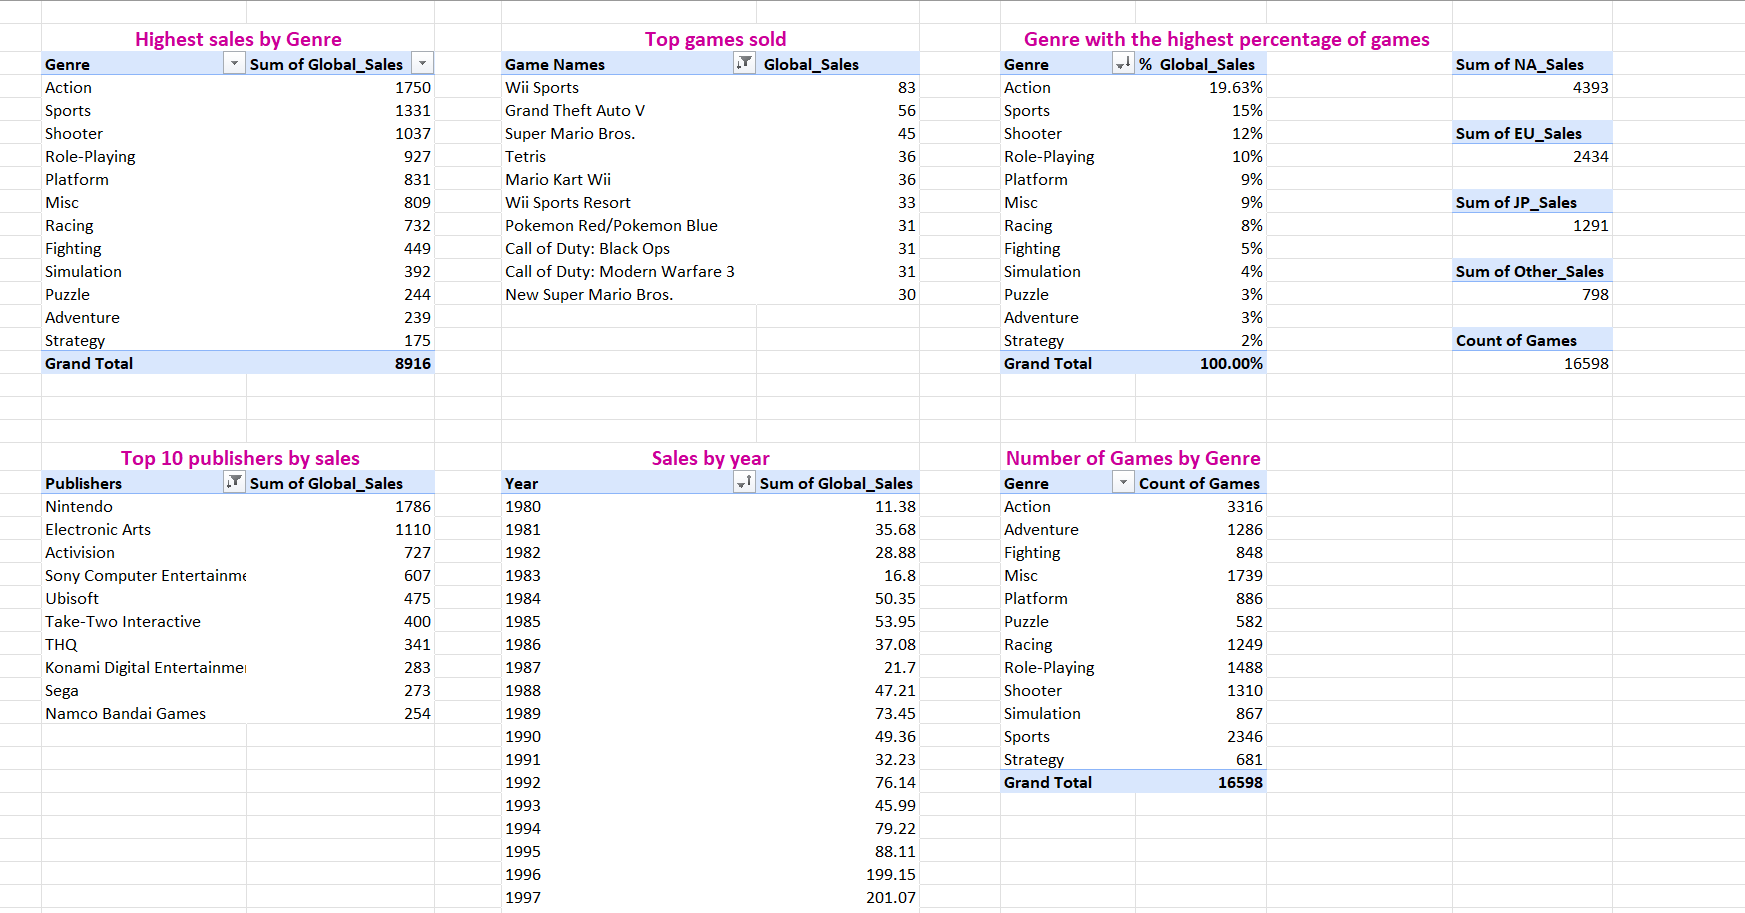 Highest sales by Genre
Genre Sum of Global_Sales
Action 1750
Sports 1331
Shooter 1037
Role-Playing 927
Platform 831
Misc 809
Racing 732
Fighting 449
Simulation 392
Puzzle 244
Adventure 239
Strategy 175
Grand Total 8916
Top games sold
Game Names Global_Sales
Wii Sports 83
Grand Theft Auto V 56
Super Mario Bros. 45
Tetris 36
Mario Kart Wii 36
Wii Sports Resort 33
Pokemon Red/Pokemon Blue 31
Call of Duty: Black Ops 31
Call of Duty: Modern Warfare 3 31
New Super Mario Bros. 30
Genre with the highest percentage of games
Genre % Global_Sales
Action 19.63%
Sports 15%
Shooter 12%
Role-Playing 10%
Platform 9%
Misc 9%
Racing 8%
Fighting 5%
Simulation 4%
Puzzle 3%
Adventure 3%
Strategy 2%
Grand Total 100.00%
Sum of NA_Sales
4393
Sum of EU_Sales
2434
Sum of JP_Sales
1291
Sum of Other_Sales
798
Count of Games
16598
Top 10 publishers by sales
Publishers Sum of Global_Sales
Nintendo 1786
Electronic Arts 1110
Activision 727
Sony Computer Entertainme 607
Ubisoft 475
Take-Two Interactive 400
THQ 341
Konami Digital Entertainme 283
Sega 273
Namco Bandai Games 254
Sales by year
Year Sum of Global_Sales
1980 11.38
1981 35.68
1982 28.88
1983 16.8
1984 50.35
1985 53.95
1986 37.08
1987 21.7
1988 47.21
1989 73.45
1990 49.36
1991 32.23
1992 76.14
1993 45.99
1994 79.22
1995 88.11
1996 199.15
1997 201.07
Number of Games by Genre
Genre Count of Games
Action 3316
Adventure 1286
Fighting 848
Misc 1739
Platform 886
Puzzle 582
Racing 1249
Role-Playing 1488
Shooter 1310
Simulation 867
Sports 2346
Strategy 681
Grand Total 16598